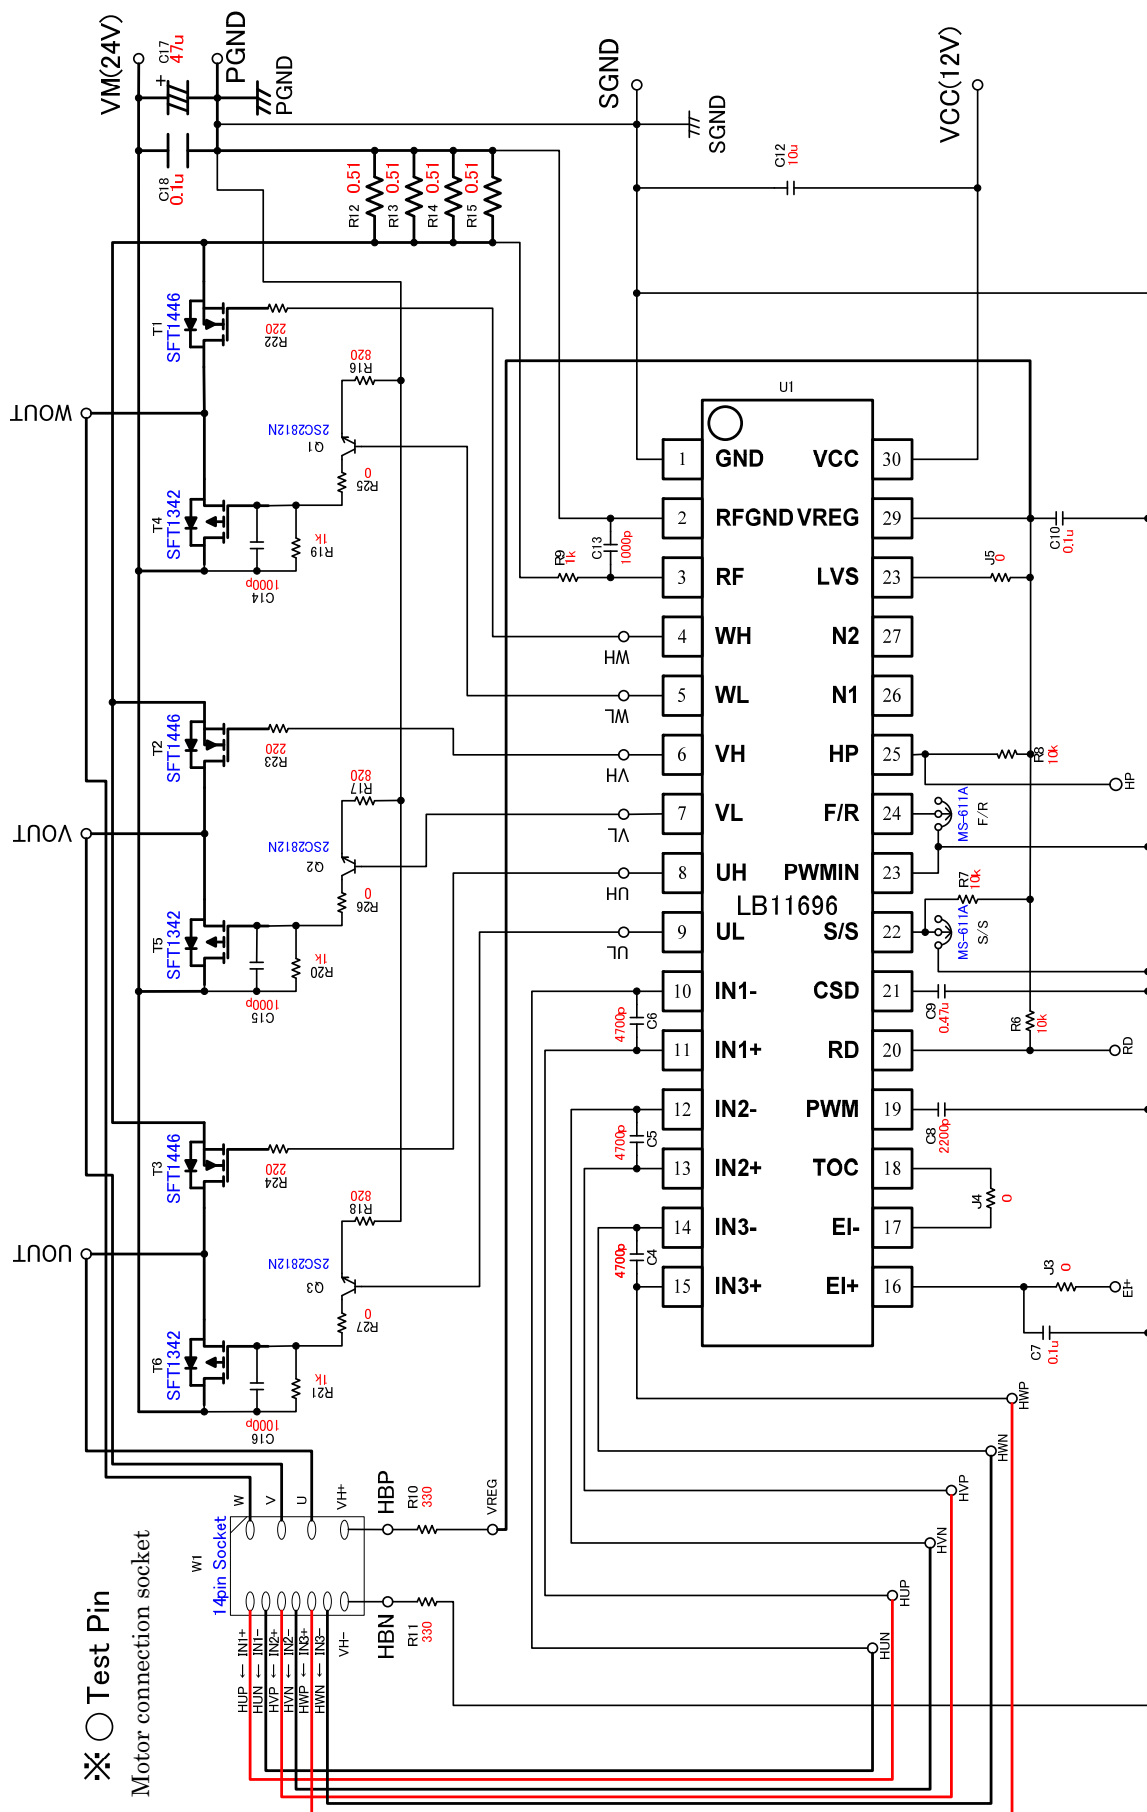 VM(24V)
+
C17
47u
PGND
PGND
C18
0.1u
SGND
SGND
VCC(12V)
C12
10u
R12
0.51
R13
0.51
R14
0.51
R15
0.51
T1
SFT1446
220
R22
820
R16
WOUT
2SC2812N
Q1
0
R25
T4
SFT1342
1k
R19
1000p
C14
U1
1
GND
VCC
30
2
RFGND
VREG
29
3
RF
LVS
23
4
WH
N2
27
5
WL
N1
26
6
VH
HP
25
7
VL
F/R
24
8
UH
PWMIN
23
LB11696
9
UL
S/S
22
10
IN1-
CSD
21
11
IN1+
RD
20
12
IN2-
PWM
19
13
IN2+
TOC
18
14
IN3-
EI-
17
15
IN3+
EI+
16
R9
1k
C13
1000p
C10
0.1u
J5
0
WH
WL
VH
VL
UH
UL
T2
SFT1446
220
R23
820
R17
VOUT
2SC2812N
Q2
0
R26
T5
SFT1342
1k
R20
1000p
C15
R8
10k
HP
MS-611A
F/R
R7
10k
MS-611A
S/S
C9
0.47u
R6
10k
RD
4700p
C6
4700p
C5
4700p
C4
C8
2200p
J4
0
J3
0
EI+
C7
0.1u
T3
SFT1446
220
R24
820
R18
UOUT
2SC2812N
Q3
0
R27
T6
SFT1342
1k
R21
1000p
C16
HWP
HWN
HVP
HVN
HUP
HUN
W
V
U
VH+
HBP
R10
330
VREG
W1
14pin Socket
HBN
R11
330
HUP ← IN1+
HUN ← IN1-
HVP ← IN2+
HVN ← IN2-
HWP ← IN3+
HWN ← IN3-
VH-
※ ○ Test Pin
Motor connection socket